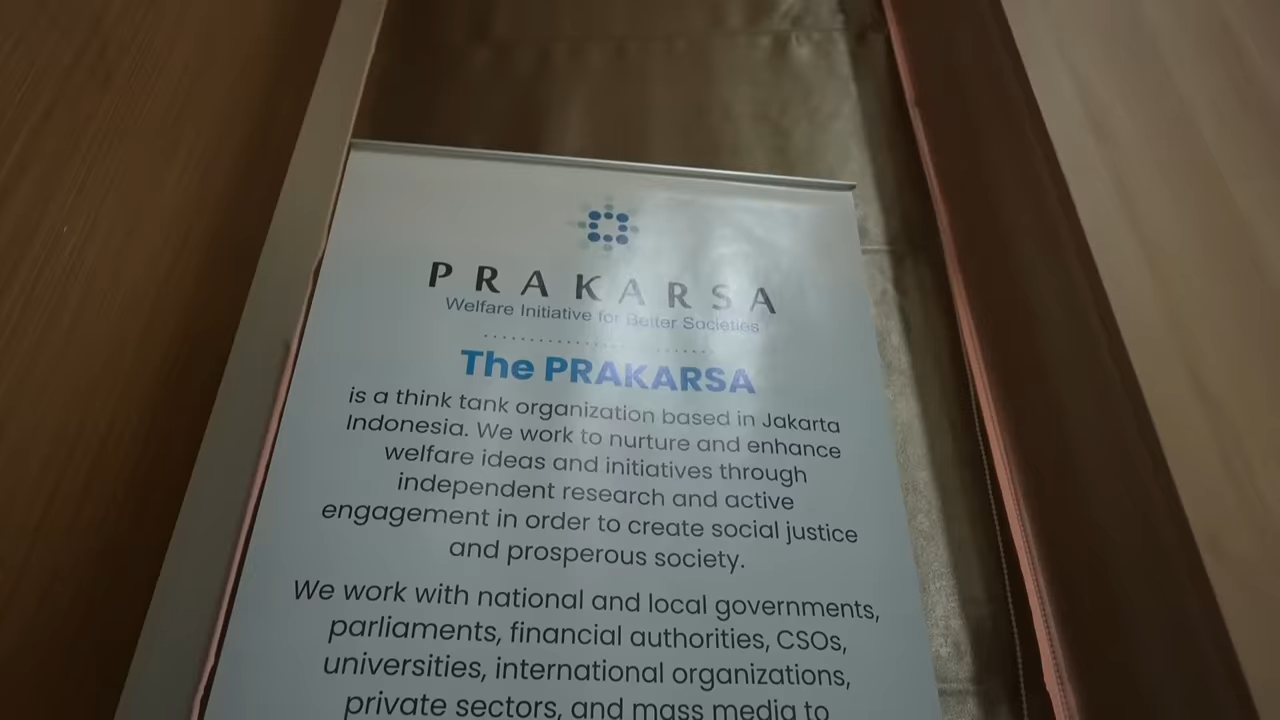 PRAKARSA
Welfare Initiative for Better Societies
The PRAKARSA
is a think tank organization based in Jakarta
Indonesia. We work to nurture and enhance
welfare ideas and initiatives through
independent research and active
engagement in order to create social justice
and prosperous society.
We work with national and local governments,
parliaments, financial authorities, CSOs,
universities, international organizations,
private sectors, and mass media to